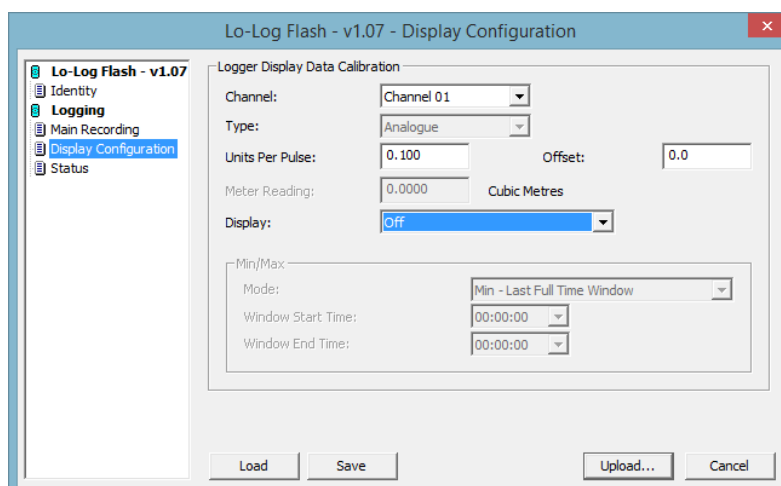 Lo-Log Flash - v1.07 - Display Configuration
Lo-Log Flash - v1.07
Identity
Logging
Main Recording
Display Configuration
Status
Logger Display Data Calibration
Channel: Channel 01
Type: Analogue
Units Per Pulse: 0.100 Offset: 0.0
Meter Reading: 0.0000 Cubic Metres
Display: Off
Min/Max
Mode: Min - Last Full Time Window
Window Start Time: 00:00:00
Window End Time: 00:00:00
Load Save Upload... Cancel